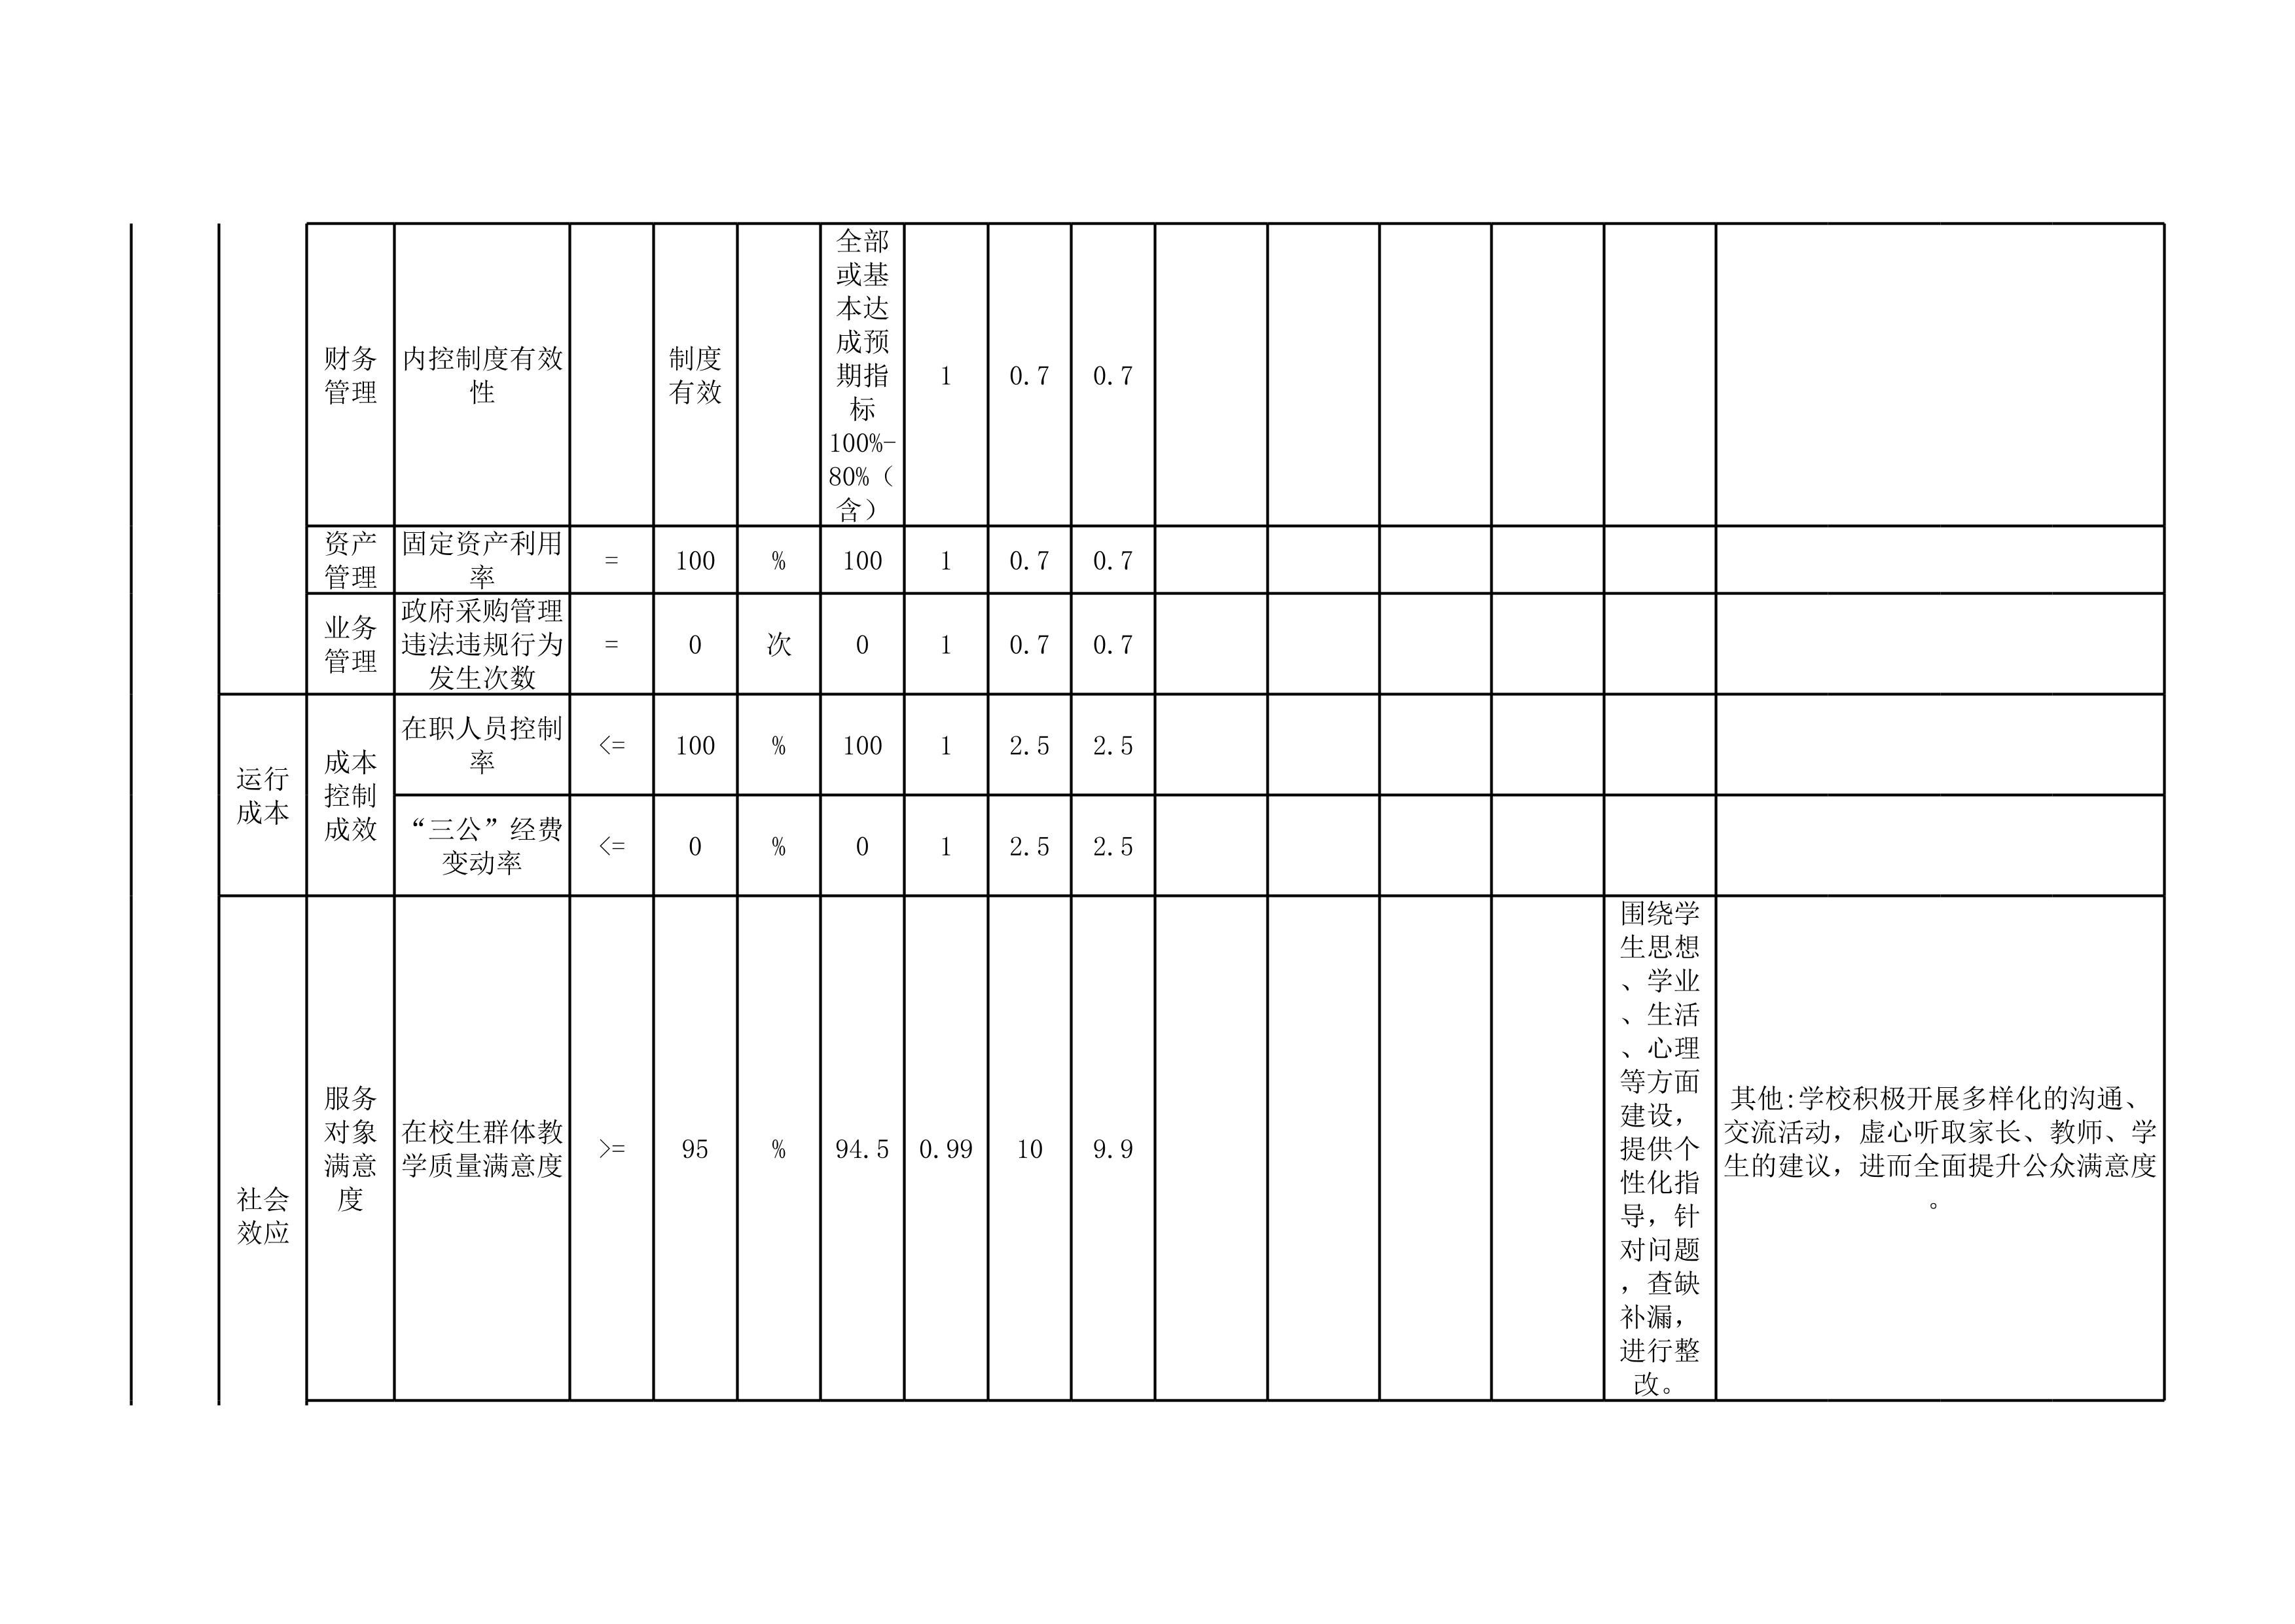 财务
管理
内控制度有效
性
制度
有效
全部
或基
本达
成预
期指
标
100%-
80%（
含）
1
0.7
0.7
资产
管理
固定资产利用
率
=
100
%
100
1
0.7
0.7
业务
管理
政府采购管理
违法违规行为
发生次数
=
0
次
0
1
0.7
0.7
运行
成本
成本
控制
成效
在职人员控制
率
<=
100
%
100
1
2.5
2.5
“三公”经费
变动率
<=
0
%
0
1
2.5
2.5
社会
效应
服务
对象
满意
度
在校生群体教
学质量满意度
>=
95
%
94.5
0.99
10
9.9
围绕学
生思想
、学业
、生活
、心理
等方面
建设，
提供个
性化指
导，针
对问题
，查缺
补漏，
进行整
改。
其他:学校积极开展多样化的沟通、
交流活动，虚心听取家长、教师、学
生的建议，进而全面提升公众满意度
。